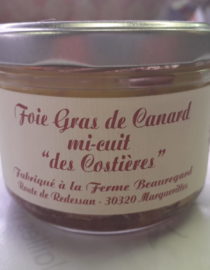 Foie Gras de Canard
mi-cuit
"des Costières"
Fabriqué à la Ferme Beauregard
Route de Redessan - 30320 Marguerittes